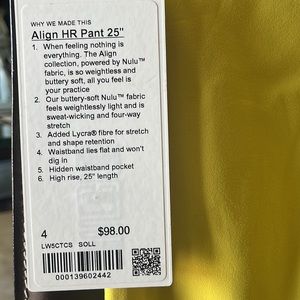 WHY WE MADE THIS
Align HR Pant 25"
1. When feeling nothing is
everything. The Align
collection, powered by Nulu™
fabric, is so weightless and
buttery soft, all you feel is
your practice
2. Our buttery-soft Nulu™ fabric
feels weightlessly light and is
sweat-wicking and four-way
stretch
3. Added Lycra® fibre for stretch
and shape retention
4. Waistband lies flat and won't
dig in
5. Hidden waistband pocket
6. High rise, 25" length
4 $98.00
LW5CTCS SOLL
000139602442